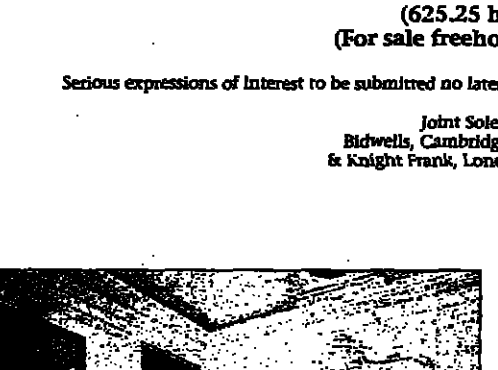 (625.25 h
(For sale freeho
Serious expressions of interest to be submitted no late
Joint Sole
Bidwells, Cambridg
& Knight Frank, Lon